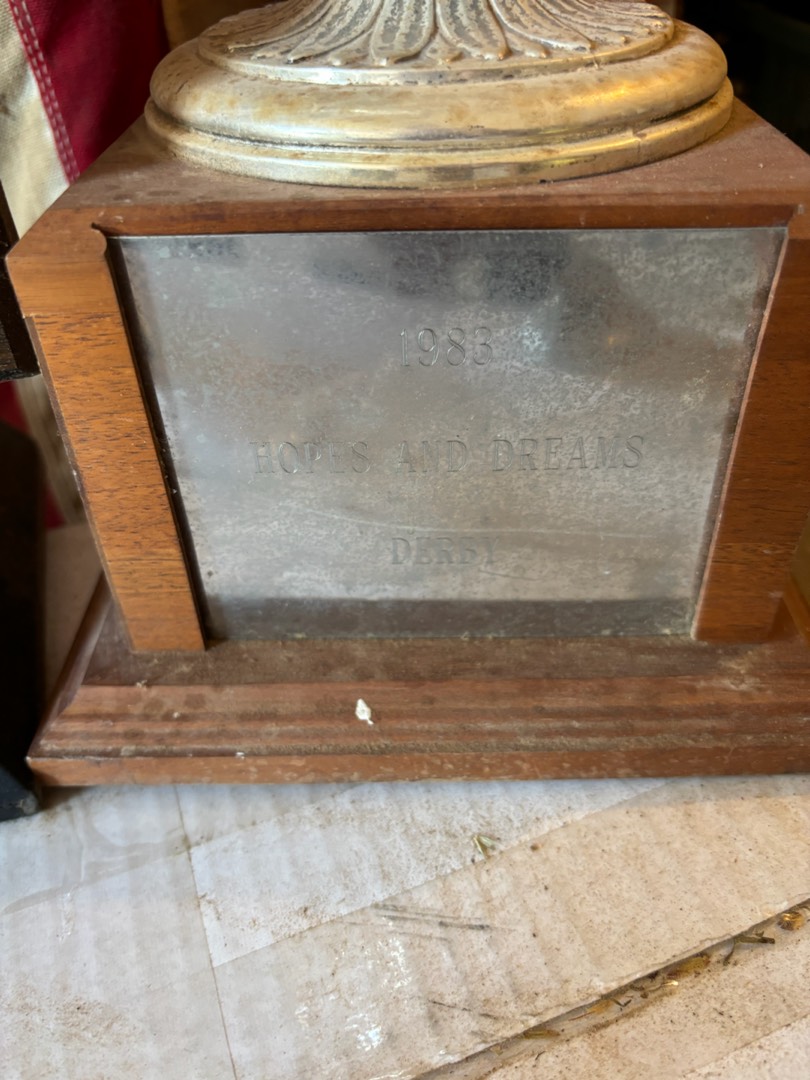 1983
HOPES AND DREAMS
DERBY